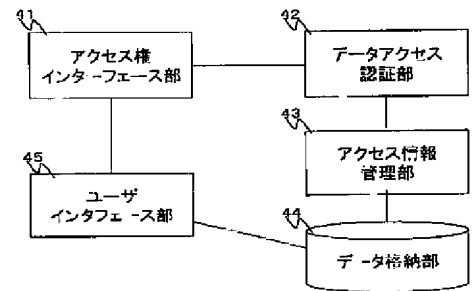 41
アクセス権
インターフェース部
42
データアクセス
認証部
43
アクセス情報
管理部
45
ユーザ
インタフェース部
44
データ格納部